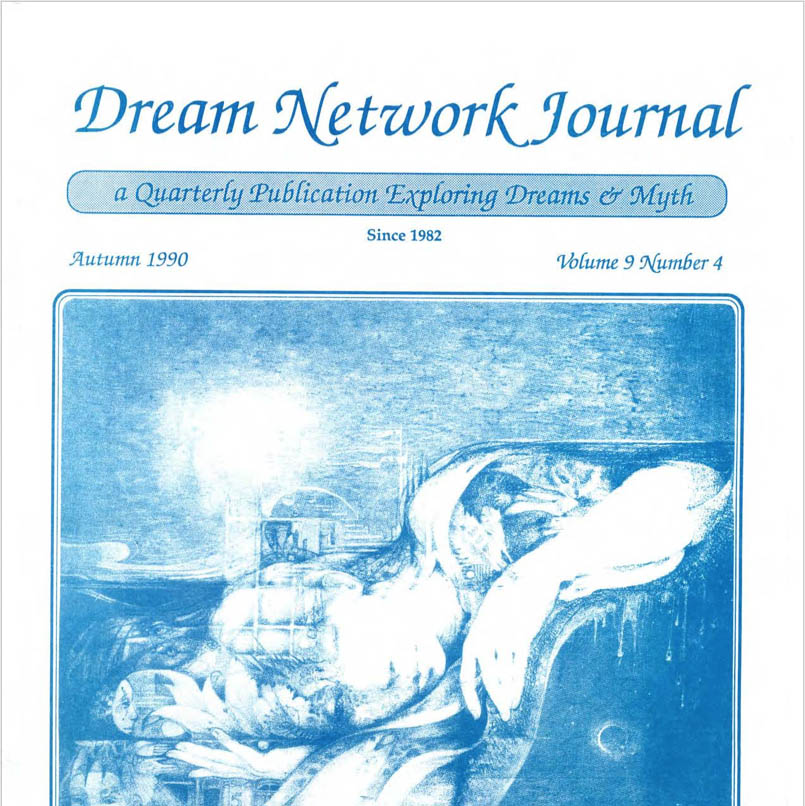 Dream Network Journal
a Quarterly Publication Exploring Dreams & Myth
Since 1982
Autumn 1990
Volume 9 Number 4